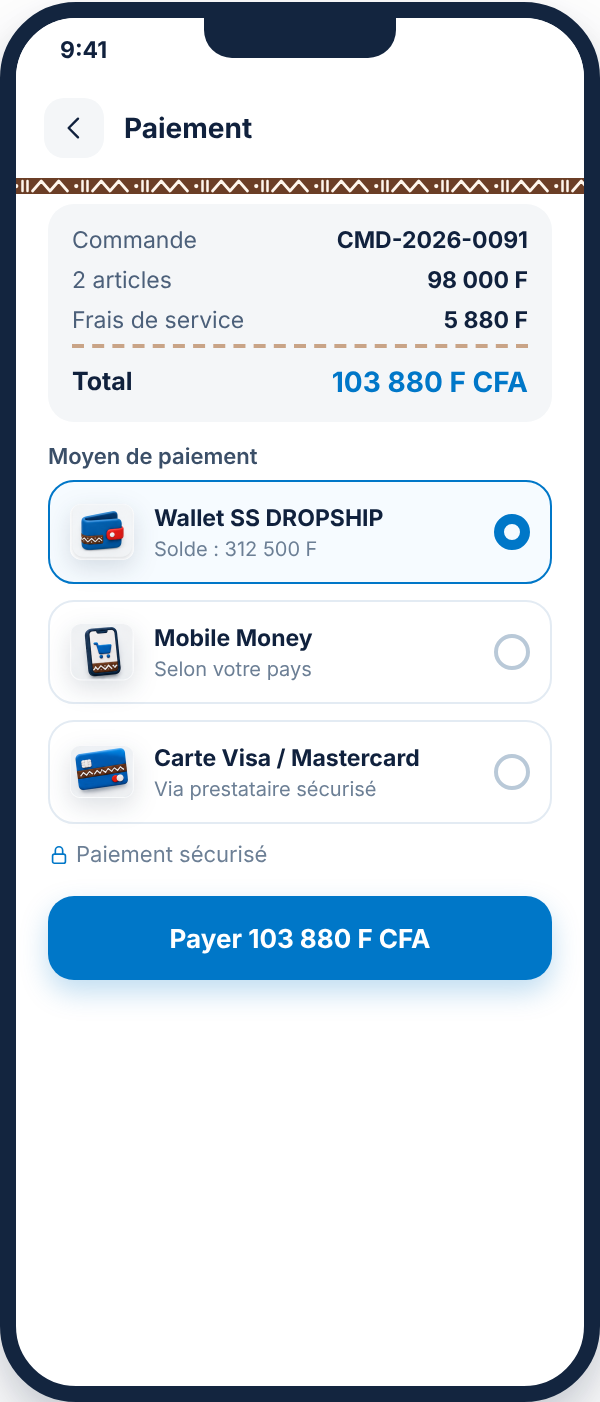 9:41
Paiement
Commande CMD-2026-0091
2 articles 98 000 F
Frais de service 5 880 F
Total 103 880 F CFA
Moyen de paiement
Wallet SS DROPSHIP
Solde : 312 500 F
Mobile Money
Selon votre pays
Carte Visa / Mastercard
Via prestataire sécurisé
Paiement sécurisé
Payer 103 880 F CFA